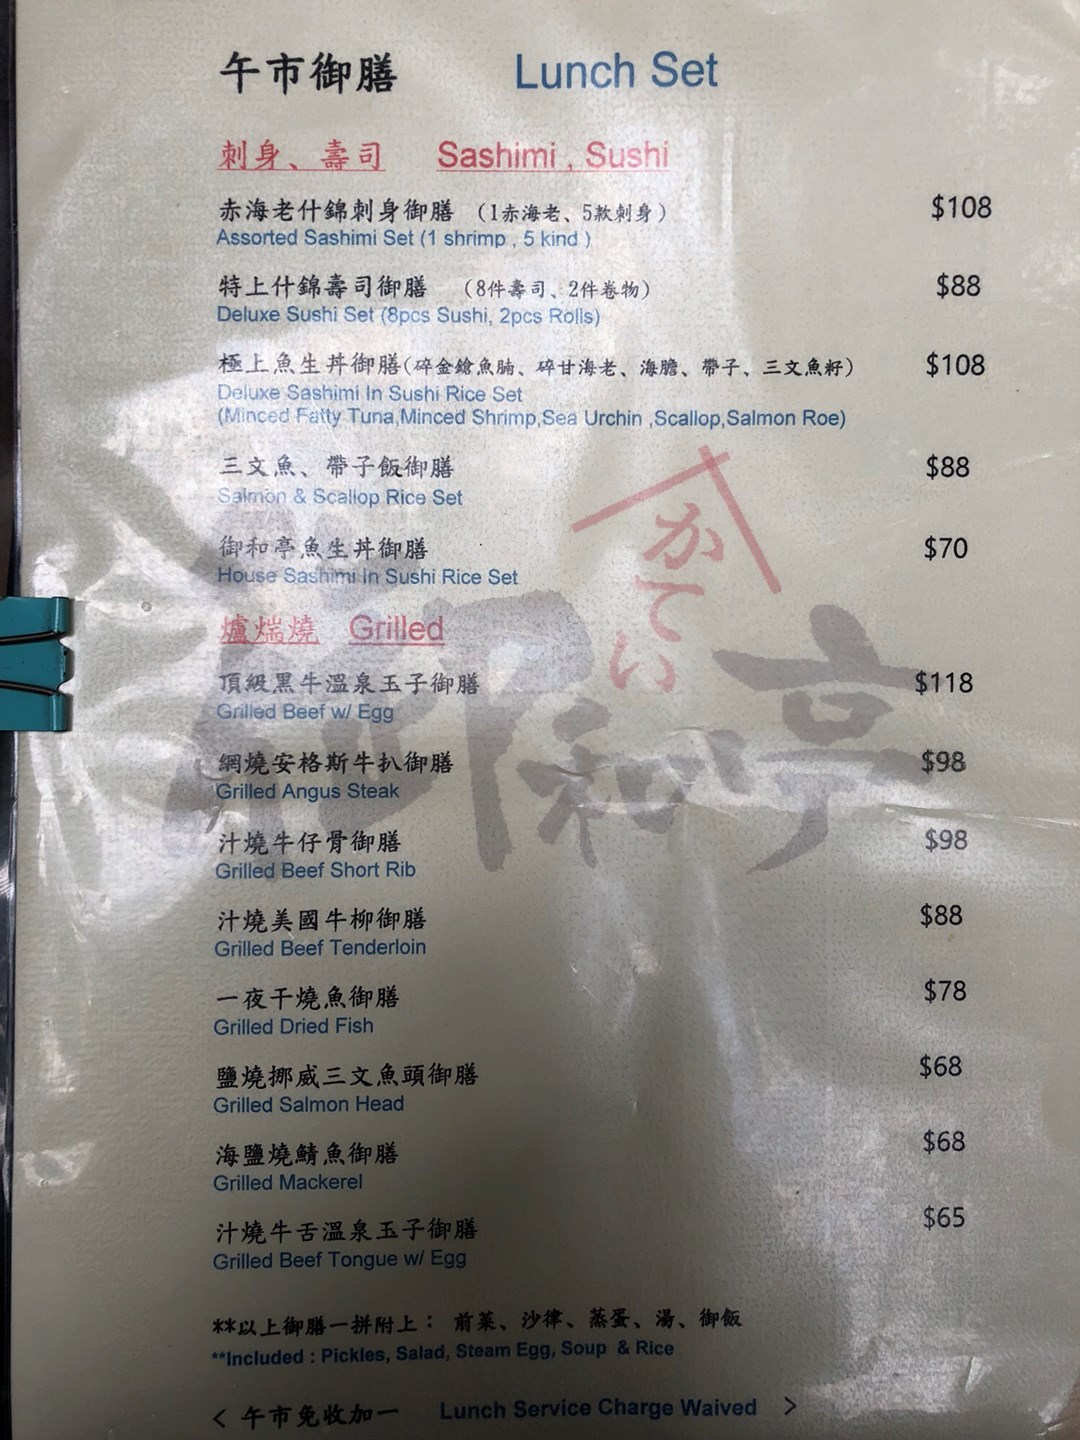 午市御膳 Lunch Set
刺身、壽司 Sashimi , Sushi
赤海老什錦刺身御膳 (1赤海老、5款刺身) $108
Assorted Sashimi Set (1 shrimp , 5 kind )
特上什錦壽司御膳 (8件壽司、2件卷物) $88
Deluxe Sushi Set (8pcs Sushi, 2pcs Rolls)
極上魚生丼御膳(碎金鎗魚腩、碎甘海老、海膽、帶子、三文魚籽) $108
Deluxe Sashimi In Sushi Rice Set
(Minced Fatty Tuna,Minced Shrimp,Sea Urchin ,Scallop,Salmon Roe)
三文魚、帶子飯御膳 $88
Salmon & Scallop Rice Set
御和亭魚生丼御膳 $70
House Sashimi In Sushi Rice Set
かてい
御和亭
爐煓燒 Grilled
頂級黑牛溫泉玉子御膳 $118
Grilled Beef w/ Egg
網燒安格斯牛扒御膳 $98
Grilled Angus Steak
汁燒牛仔骨御膳 $98
Grilled Beef Short Rib
汁燒美國牛柳御膳 $88
Grilled Beef Tenderloin
一夜干燒魚御膳 $78
Grilled Dried Fish
鹽燒挪威三文魚頭御膳 $68
Grilled Salmon Head
海鹽燒鯖魚御膳 $68
Grilled Mackerel
汁燒牛舌溫泉玉子御膳 $65
Grilled Beef Tongue w/ Egg
**以上御膳一拼附上： 前菜、沙律、蒸蛋、湯、御飯
**Included : Pickles, Salad, Steam Egg, Soup & Rice
< 午市免收加一 Lunch Service Charge Waived >